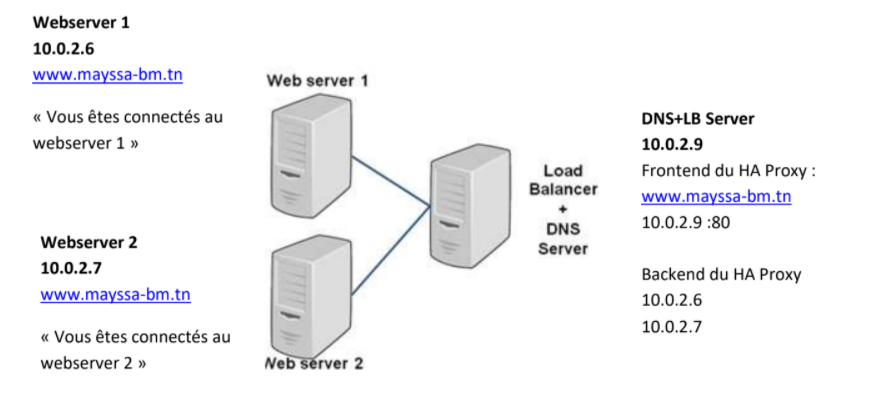 Webserver 1
10.0.2.6
www.mayssa-bm.tn
« Vous êtes connectés au
webserver 1 »
Web server 1
Webserver 2
10.0.2.7
www.mayssa-bm.tn
« Vous êtes connectés au
webserver 2 »
Web server 2
Load
Balancer
+
DNS
Server
DNS+LB Server
10.0.2.9
Frontend du HA Proxy :
www.mayssa-bm.tn
10.0.2.9 :80
Backend du HA Proxy
10.0.2.6
10.0.2.7